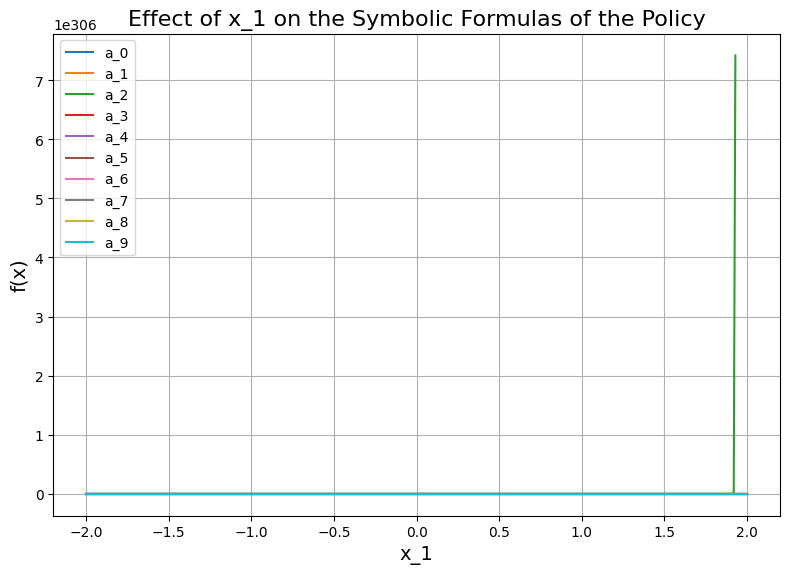 Effect of x_1 on the Symbolic Formulas of the Policy
1e306
a_0
a_1
a_2
a_3
a_4
a_5
a_6
a_7
a_8
a_9
7
6
5
4
3
2
1
0
f(x)
−2.0 −1.5 −1.0 −0.5 0.0 0.5 1.0 1.5 2.0
x_1